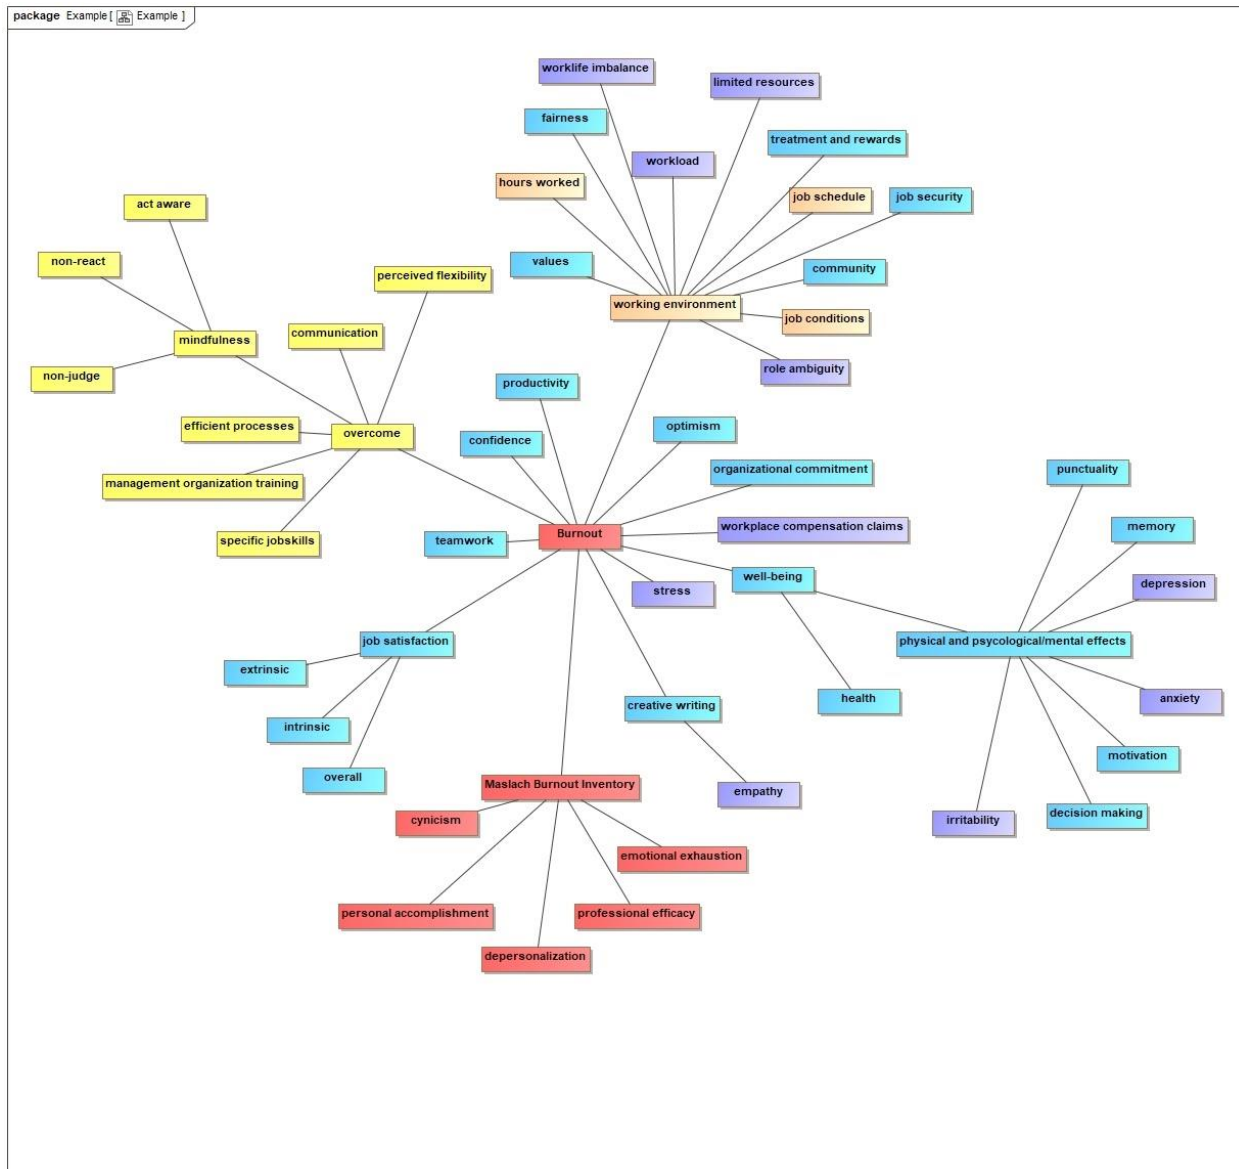 package Example [ Example ]
worklife imbalance
limited resources
fairness
treatment and rewards
workload
hours worked
job schedule
job security
act aware
non-react
perceived flexibility
values
community
working environment
job conditions
communication
mindfulness
role ambiguity
non-judge
productivity
efficient processes
overcome
optimism
confidence
organizational commitment
punctuality
management organization training
workplace compensation claims
memory
Burnout
specific jobskills
teamwork
well-being
stress
depression
job satisfaction
physical and psycological/mental effects
extrinsic
health
anxiety
creative writing
intrinsic
motivation
overall
Maslach Burnout Inventory
empathy
decision making
cynicism
irritability
emotional exhaustion
personal accomplishment
professional efficacy
depersonalization